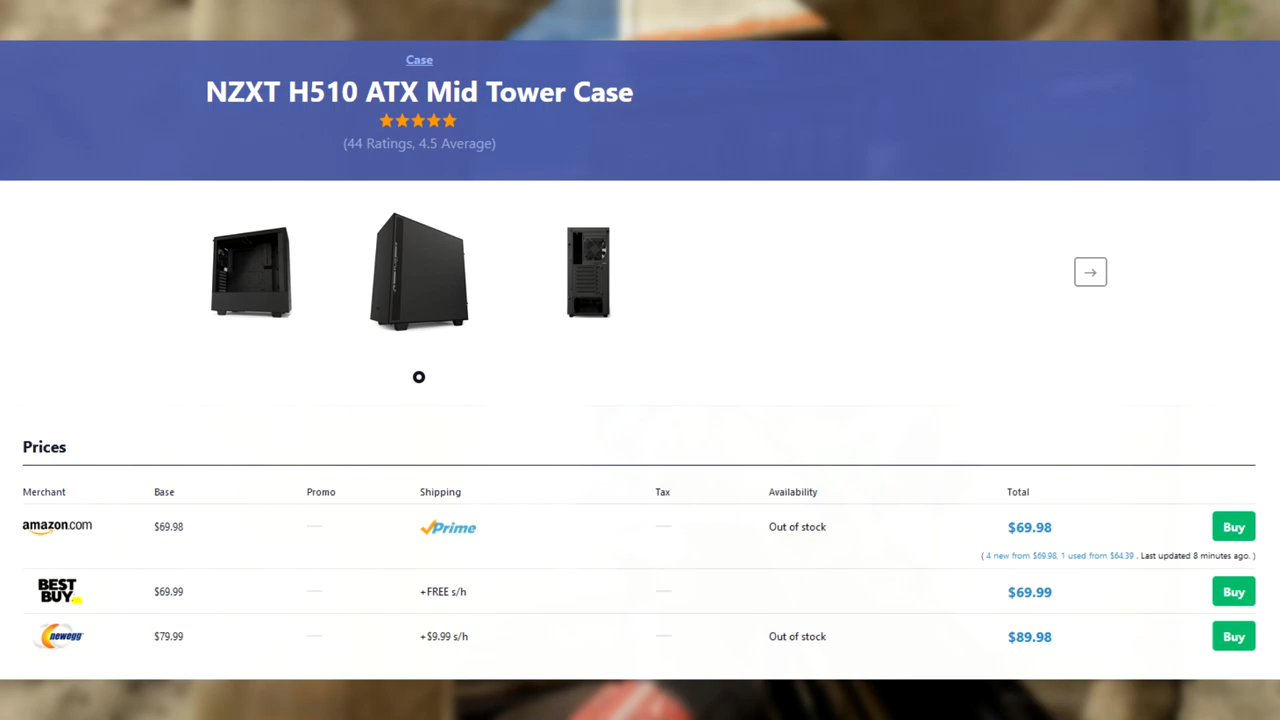 Case
NZXT H510 ATX Mid Tower Case
(44 Ratings, 4.5 Average)
Prices
Merchant Base Promo Shipping Tax Availability Total
amazon.com $69.98 — Prime — Out of stock $69.98 Buy
( 4 new from $69.98, 1 used from $64.39 . Last updated 8 minutes ago. )
BEST BUY $69.99 — +FREE s/h — $69.99 Buy
newegg $79.99 — +$9.99 s/h — Out of stock $89.98 Buy